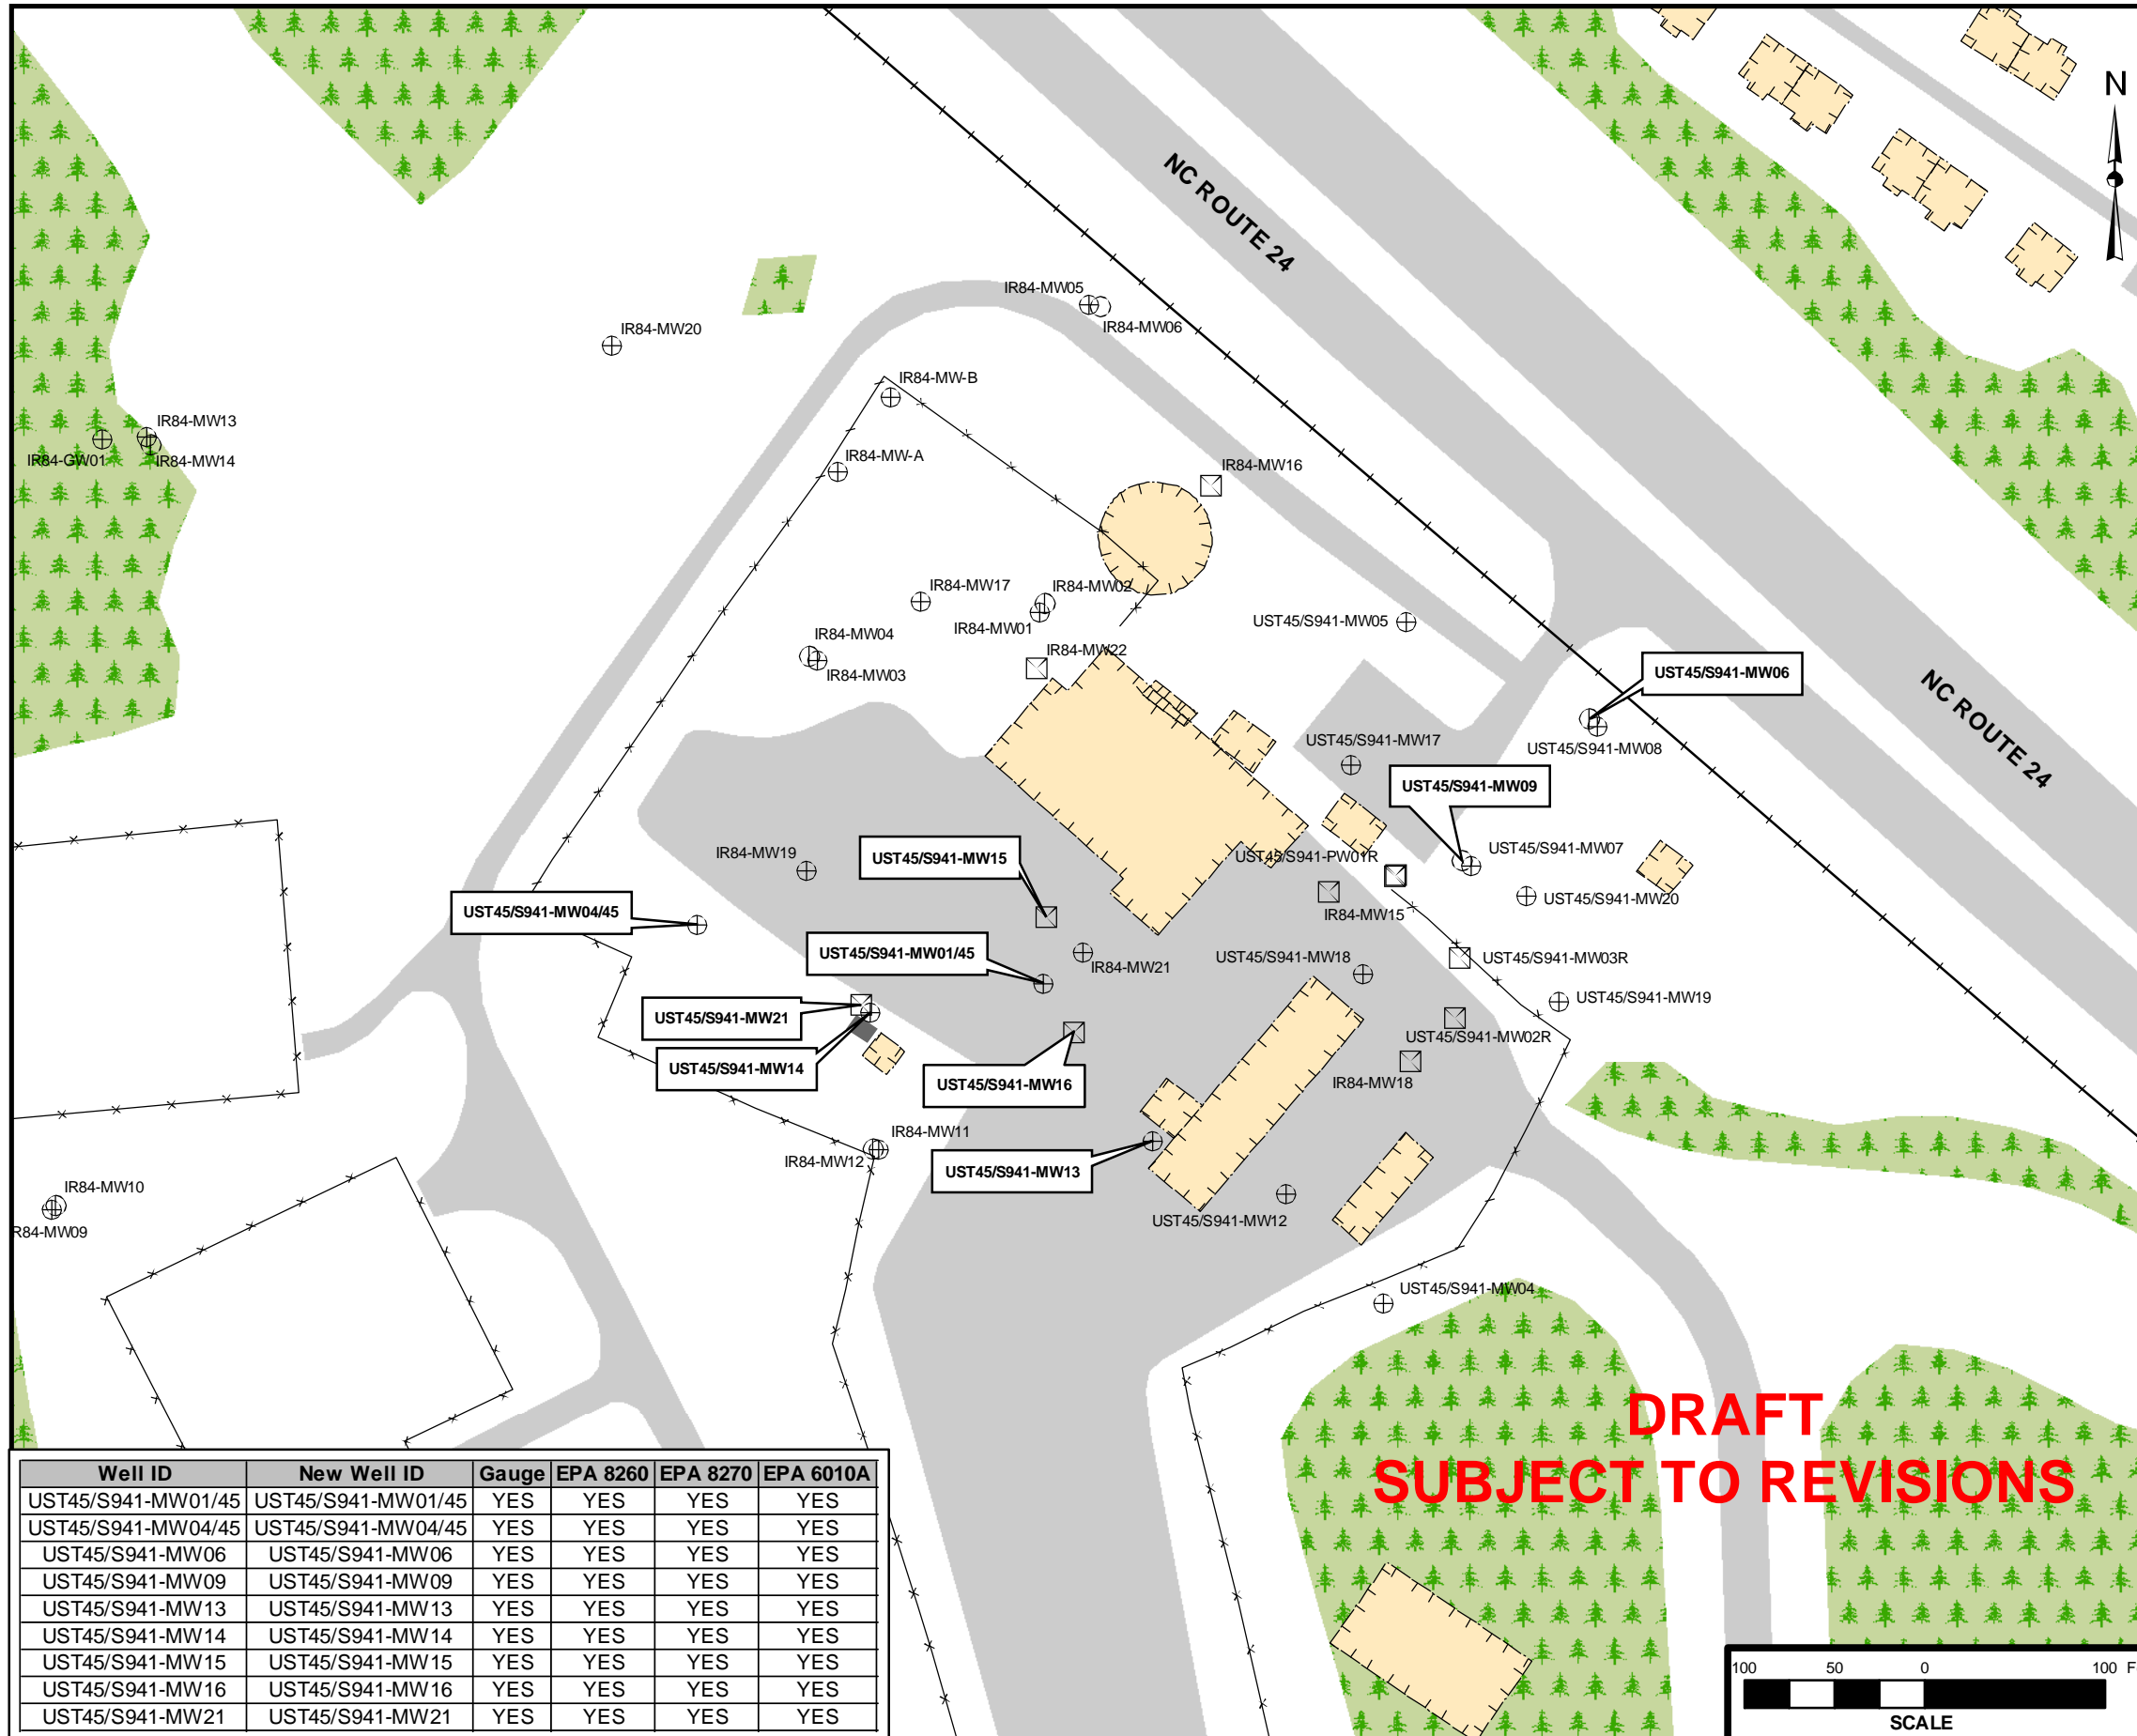 N
NC ROUTE 24
IR84-MW05
IR84-MW06
IR84-MW20
IR84-MW-B
IR84-MW13
IR84-GW01
IR84-MW14
IR84-MW-A
IR84-MW16
IR84-MW17
IR84-MW02
IR84-MW01
UST45/S941-MW05
IR84-MW04
IR84-MW22
IR84-MW03
UST45/S941-MW06
NC ROUTE 24
UST45/S941-MW17
UST45/S941-MW08
UST45/S941-MW09
IR84-MW19
UST45/S941-MW15
UST45/S941-PW01R
UST45/S941-MW07
UST45/S941-MW20
UST45/S941-MW04/45
IR84-MW15
UST45/S941-MW01/45
IR84-MW21
UST45/S941-MW18
UST45/S941-MW03R
UST45/S941-MW19
UST45/S941-MW21
UST45/S941-MW02R
UST45/S941-MW14
UST45/S941-MW16
IR84-MW18
IR84-MW11
IR84-MW12
UST45/S941-MW13
IR84-MW10
R84-MW09
UST45/S941-MW12
UST45/S941-MW04
DRAFT
SUBJECT TO REVISIONS
Well ID New Well ID Gauge EPA 8260 EPA 8270 EPA 6010A
UST45/S941-MW01/45 UST45/S941-MW01/45 YES YES YES YES
UST45/S941-MW04/45 UST45/S941-MW04/45 YES YES YES YES
UST45/S941-MW06 UST45/S941-MW06 YES YES YES YES
UST45/S941-MW09 UST45/S941-MW09 YES YES YES YES
UST45/S941-MW13 UST45/S941-MW13 YES YES YES YES
UST45/S941-MW14 UST45/S941-MW14 YES YES YES YES
UST45/S941-MW15 UST45/S941-MW15 YES YES YES YES
UST45/S941-MW16 UST45/S941-MW16 YES YES YES YES
UST45/S941-MW21 UST45/S941-MW21 YES YES YES YES
100 50 0 100 F
SCALE